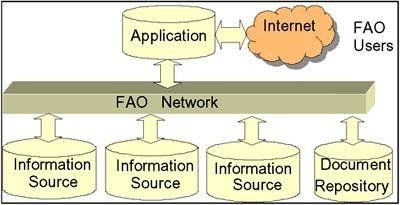 Application
Internet
FAO
Users
FAO Network
Information
Source
Information
Source
Information
Source
Document
Repository